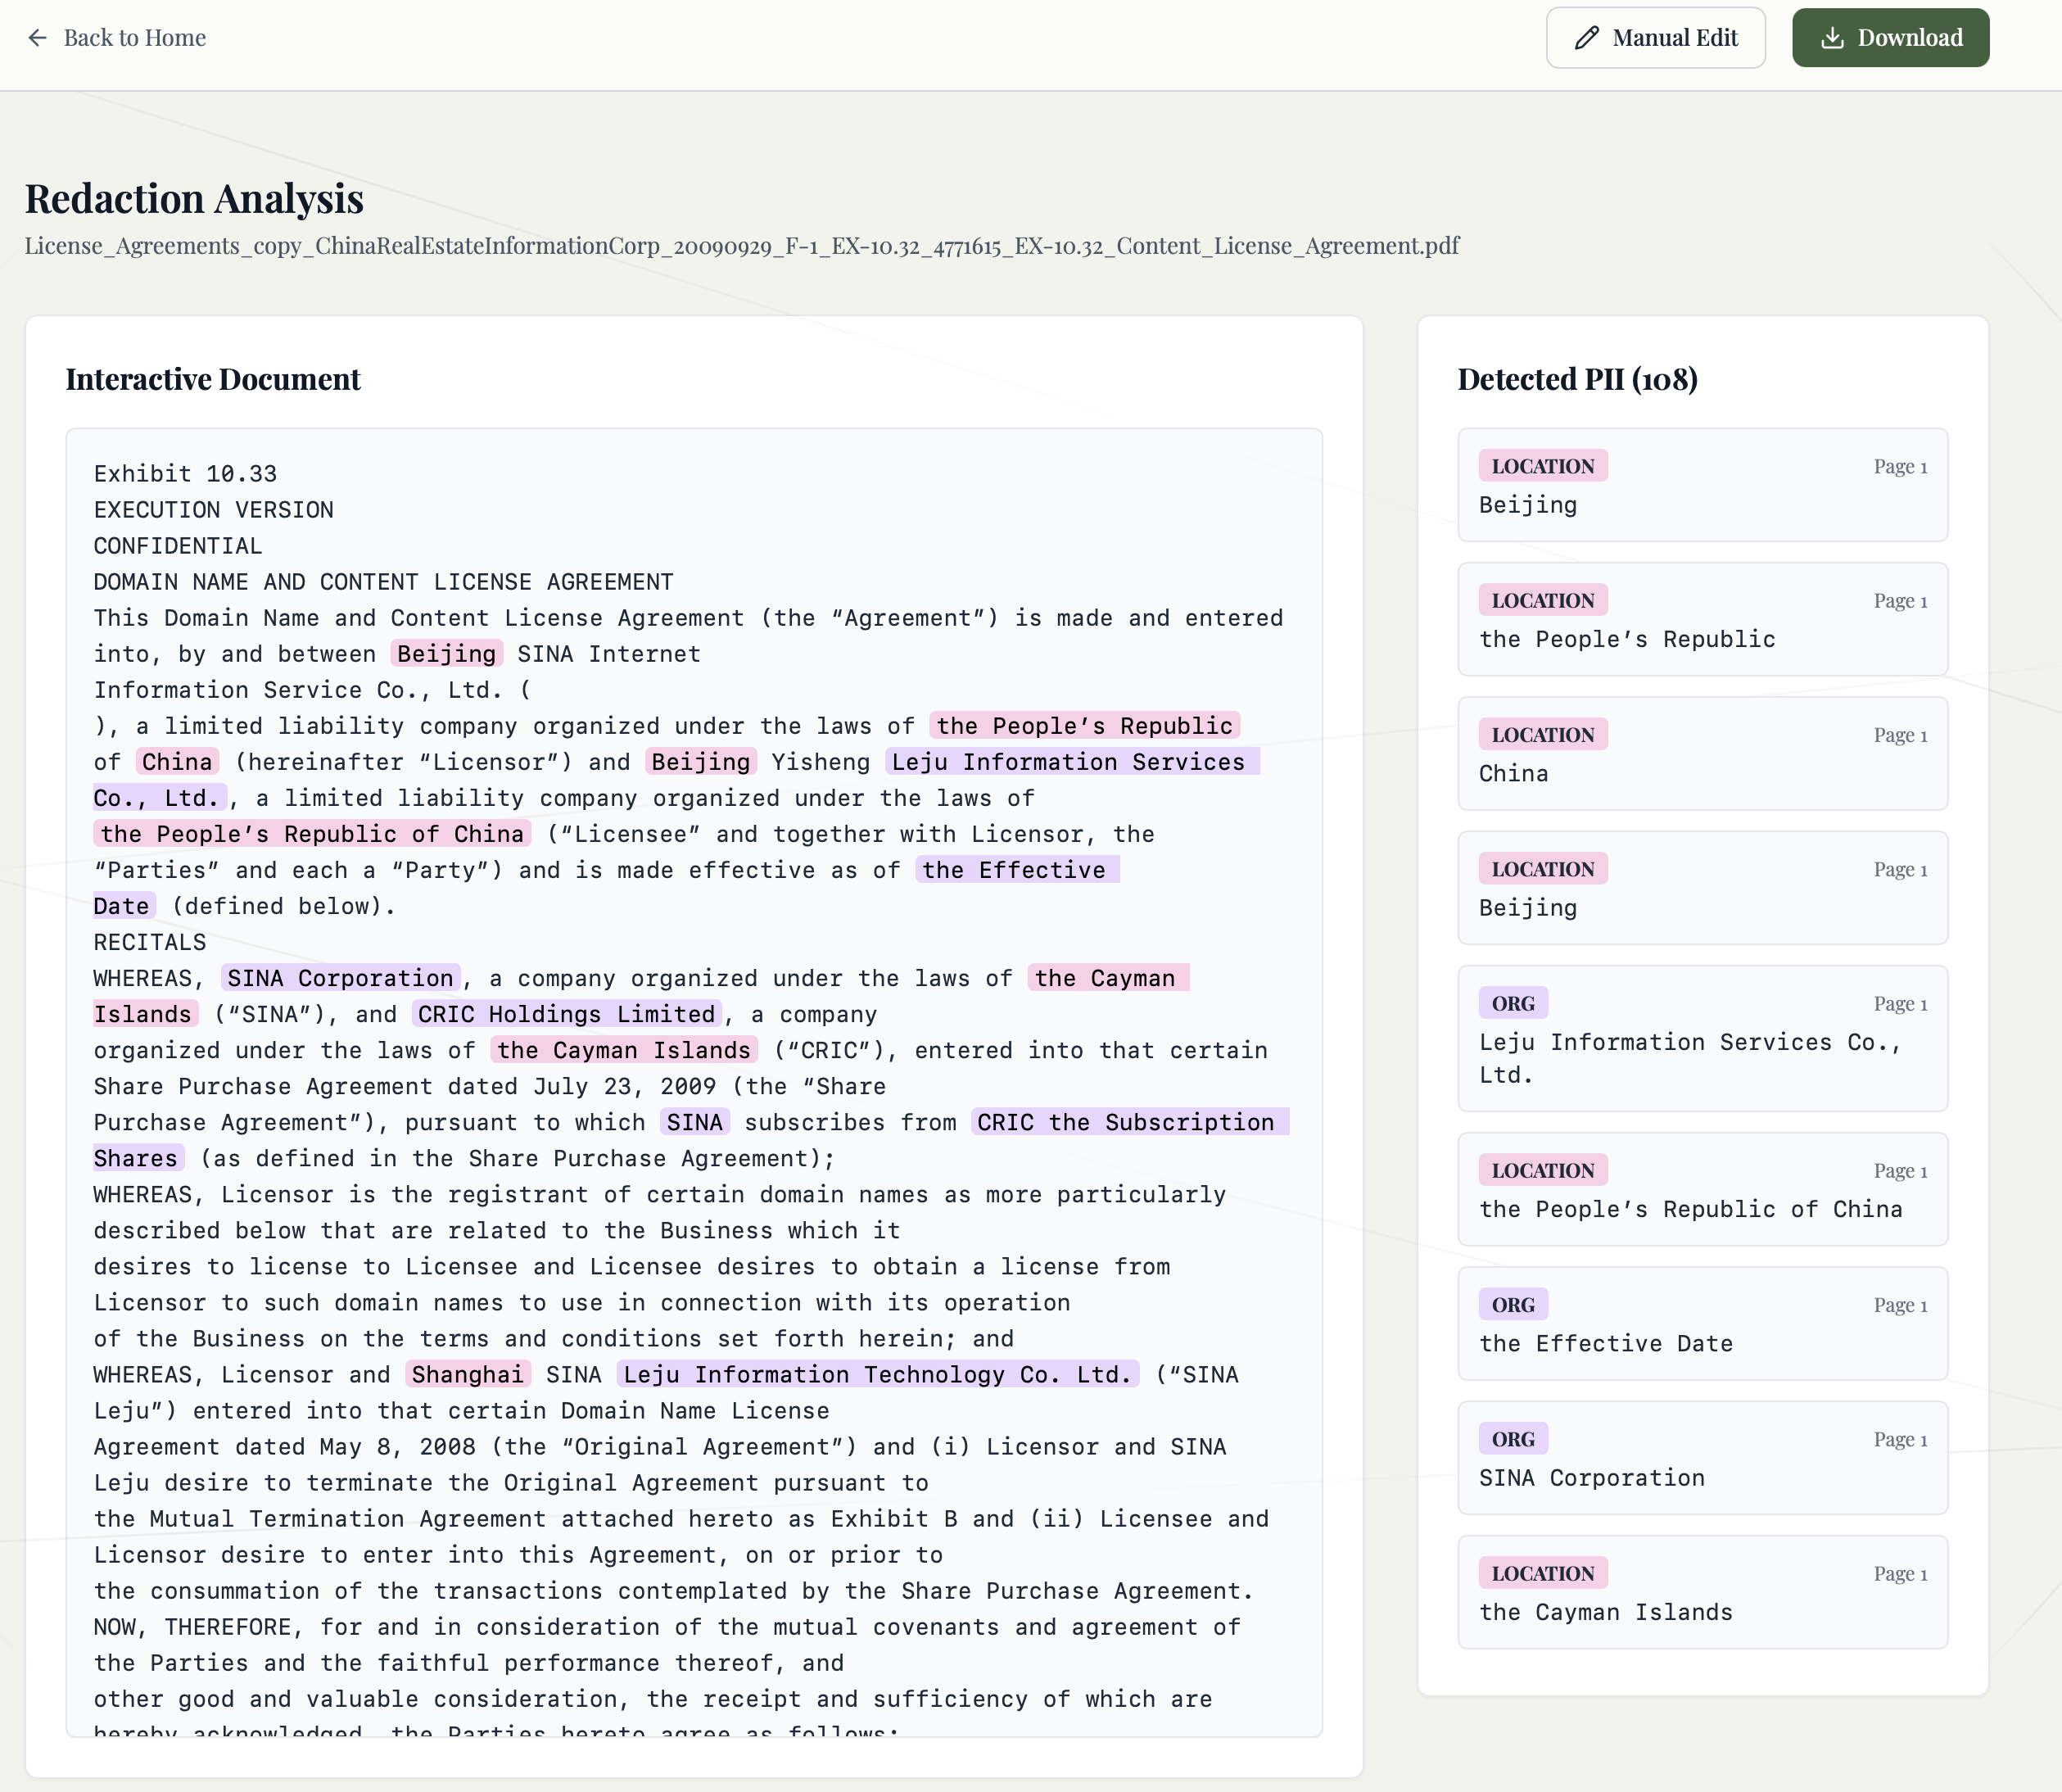 Back to Home
Manual Edit
Download
Redaction Analysis
License_Agreements_copy_ChinaRealEstateInformationCorp_20090929_F-1_EX-10.32_4771615_EX-10.32_Content_License_Agreement.pdf
Interactive Document
Exhibit 10.33
EXECUTION VERSION
CONFIDENTIAL
DOMAIN NAME AND CONTENT LICENSE AGREEMENT
This Domain Name and Content License Agreement (the “Agreement”) is made and entered
into, by and between Beijing SINA Internet
Information Service Co., Ltd. (
), a limited liability company organized under the laws of the People’s Republic
of China (hereinafter “Licensor”) and Beijing Yisheng Leju Information Services
Co., Ltd., a limited liability company organized under the laws of
the People’s Republic of China (“Licensee” and together with Licensor, the
“Parties” and each a “Party”) and is made effective as of the Effective
Date (defined below).
RECITALS
WHEREAS, SINA Corporation, a company organized under the laws of the Cayman
Islands (“SINA”), and CRIC Holdings Limited, a company
organized under the laws of the Cayman Islands (“CRIC”), entered into that certain
Share Purchase Agreement dated July 23, 2009 (the “Share
Purchase Agreement”), pursuant to which SINA subscribes from CRIC the Subscription
Shares (as defined in the Share Purchase Agreement);
WHEREAS, Licensor is the registrant of certain domain names as more particularly
described below that are related to the Business which it
desires to license to Licensee and Licensee desires to obtain a license from
Licensor to such domain names to use in connection with its operation
of the Business on the terms and conditions set forth herein; and
WHEREAS, Licensor and Shanghai SINA Leju Information Technology Co. Ltd. (“SINA
Leju”) entered into that certain Domain Name License
Agreement dated May 8, 2008 (the “Original Agreement”) and (i) Licensor and SINA
Leju desire to terminate the Original Agreement pursuant to
the Mutual Termination Agreement attached hereto as Exhibit B and (ii) Licensee and
Licensor desire to enter into this Agreement, on or prior to
the consummation of the transactions contemplated by the Share Purchase Agreement.
NOW, THEREFORE, for and in consideration of the mutual covenants and agreement of
the Parties and the faithful performance thereof, and
other good and valuable consideration, the receipt and sufficiency of which are
hereby acknowledged, the Parties hereto agree as follows:
Detected PII (108)
LOCATION Page 1
Beijing
LOCATION Page 1
the People’s Republic
LOCATION Page 1
China
LOCATION Page 1
Beijing
ORG Page 1
Leju Information Services Co.,
Ltd.
LOCATION Page 1
the People’s Republic of China
ORG Page 1
the Effective Date
ORG Page 1
SINA Corporation
LOCATION Page 1
the Cayman Islands